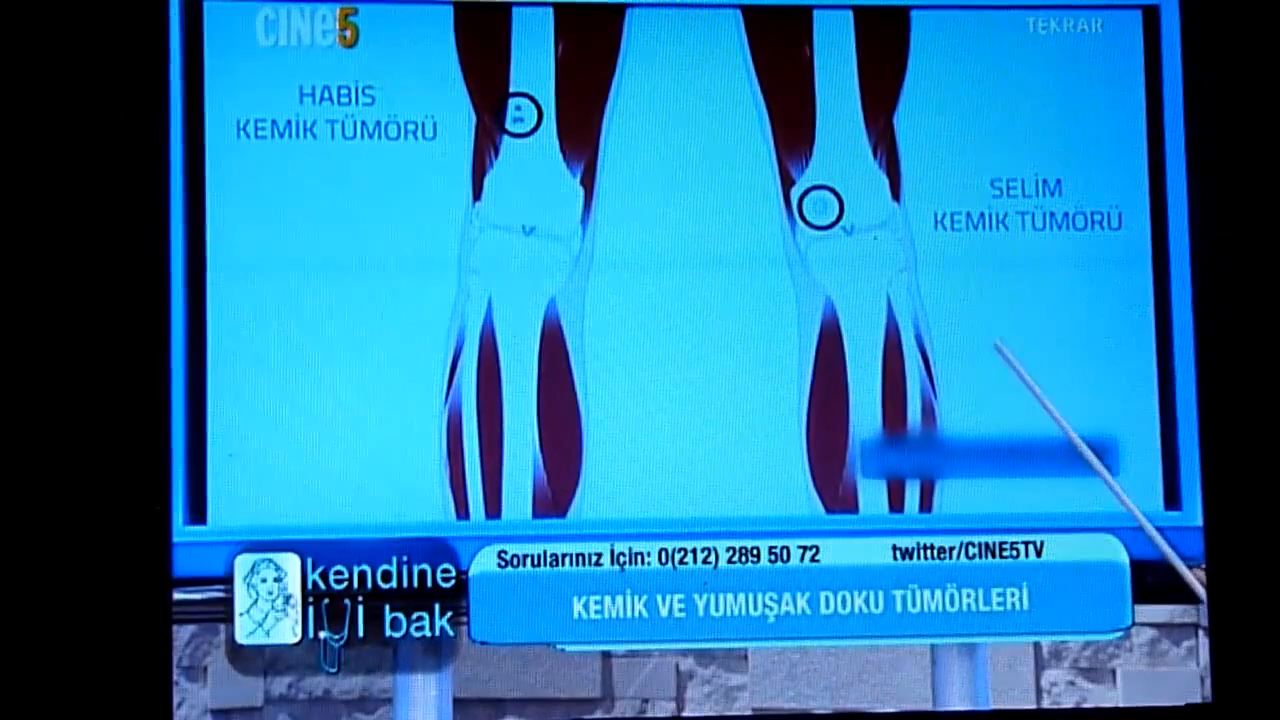 CINE5
TEKRAR
HABİS
KEMİK TÜMÖRÜ
SELİM
KEMİK TÜMÖRÜ
kendine
iyi bak
Sorularınız İçin: 0(212) 289 50 72
twitter/CINE5TV
KEMİK VE YUMUŞAK DOKU TÜMÖRLERİ